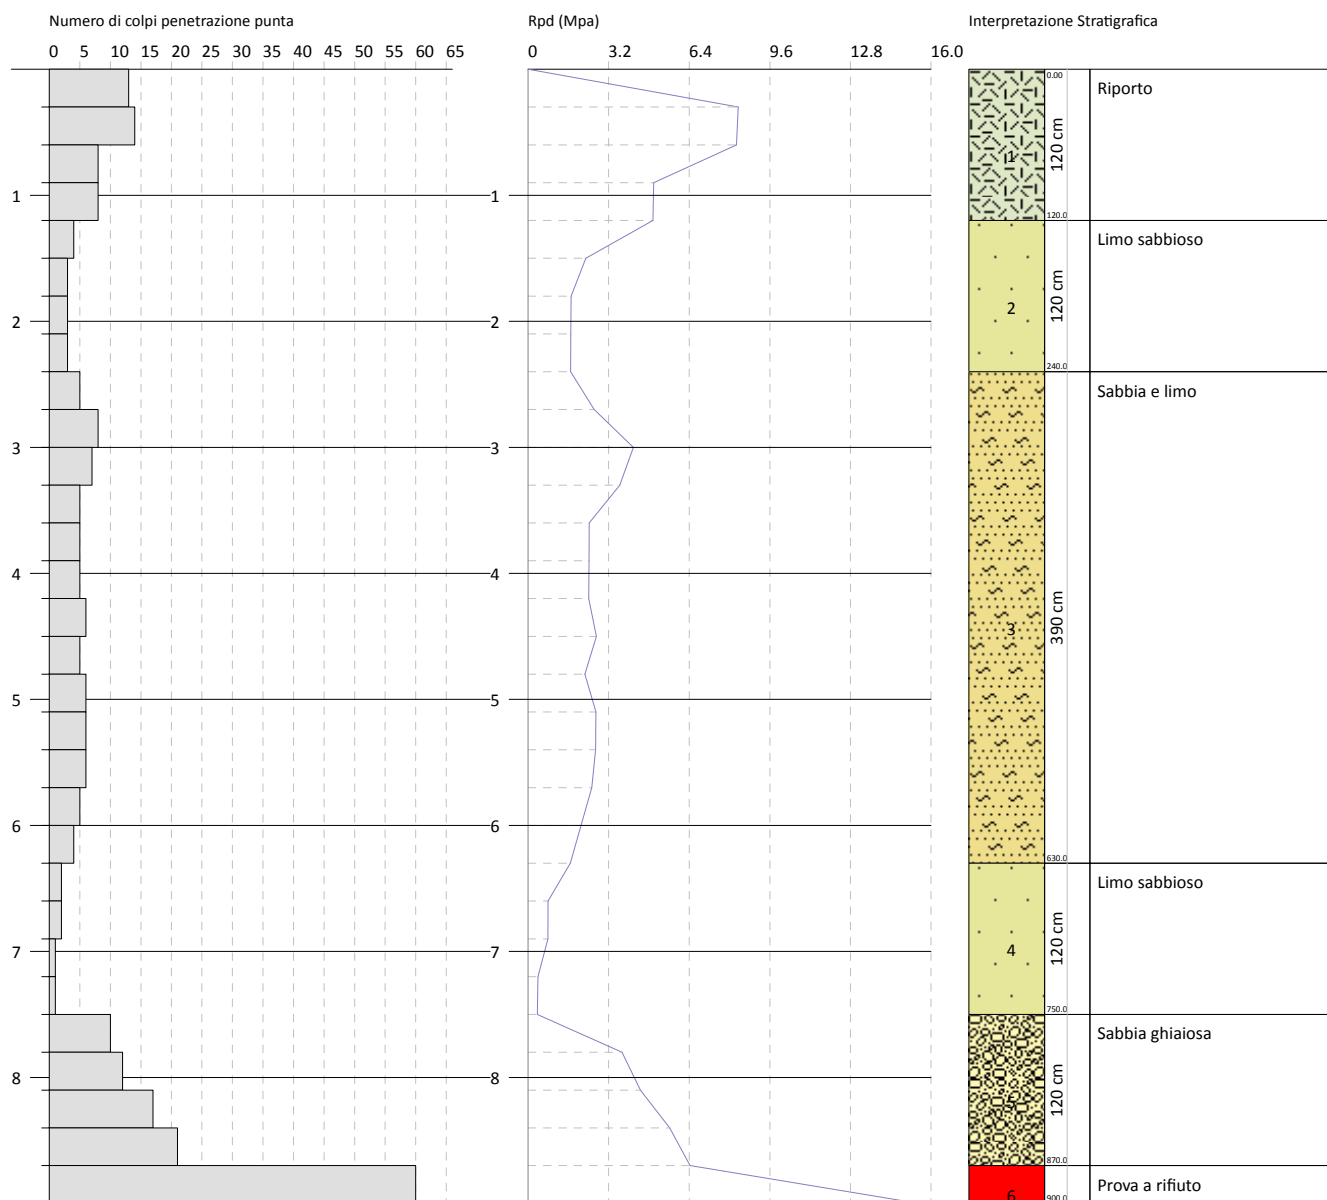 Numero di colpi penetrazione punta
Rpd (Mpa)
Interpretazione Stratigrafica
0 5 10 15 20 25 30 35 40 45 50 55 60 65
0 3.2 6.4 9.6 12.8 16.0
0.00
Riporto
120 cm
1
1
1
120.0
Limo sabbioso
120 cm
2
2
2
240.0
Sabbia e limo
3
3
4
4
390 cm
3
5
5
6
6
630.0
Limo sabbioso
120 cm
7
7
4
750.0
Sabbia ghiaiosa
8
8
120 cm
5
870.0
Prova a rifiuto
6
900.0